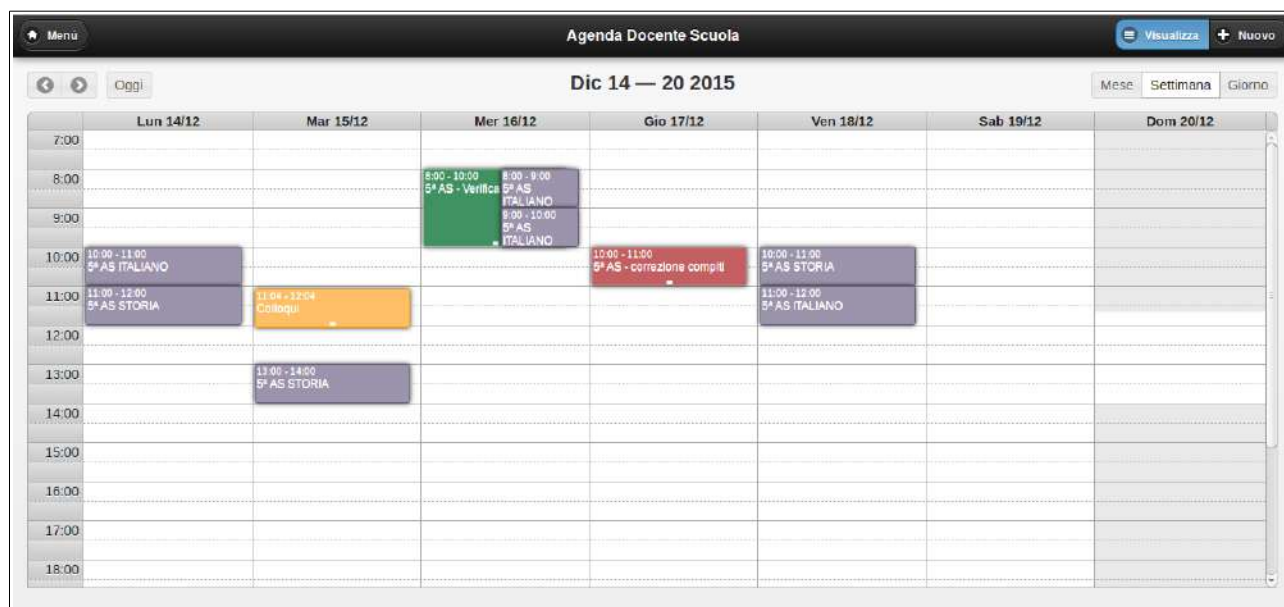 Menù
Agenda Docente Scuola
Visualizza
Nuovo
Oggi
Dic 14 — 20 2015
Mese Settimana Giorno
Lun 14/12 Mar 15/12 Mer 16/12 Gio 17/12 Ven 18/12 Sab 19/12 Dom 20/12
7:00
8:00
8:00 - 10:00
5ª AS - Verifica
8:00 - 9:00
5ª AS
ITALIANO
9:00
9:00 - 10:00
5ª AS
ITALIANO
10:00
10:00 - 11:00
5ª AS ITALIANO
10:00 - 11:00
5ª AS - correzione compiti
10:00 - 11:00
5ª AS STORIA
11:00
11:00 - 12:00
5ª AS STORIA
11:04 - 12:04
Colloqui
11:00 - 12:00
5ª AS ITALIANO
12:00
13:00
13:00 - 14:00
5ª AS STORIA
14:00
15:00
16:00
17:00
18:00